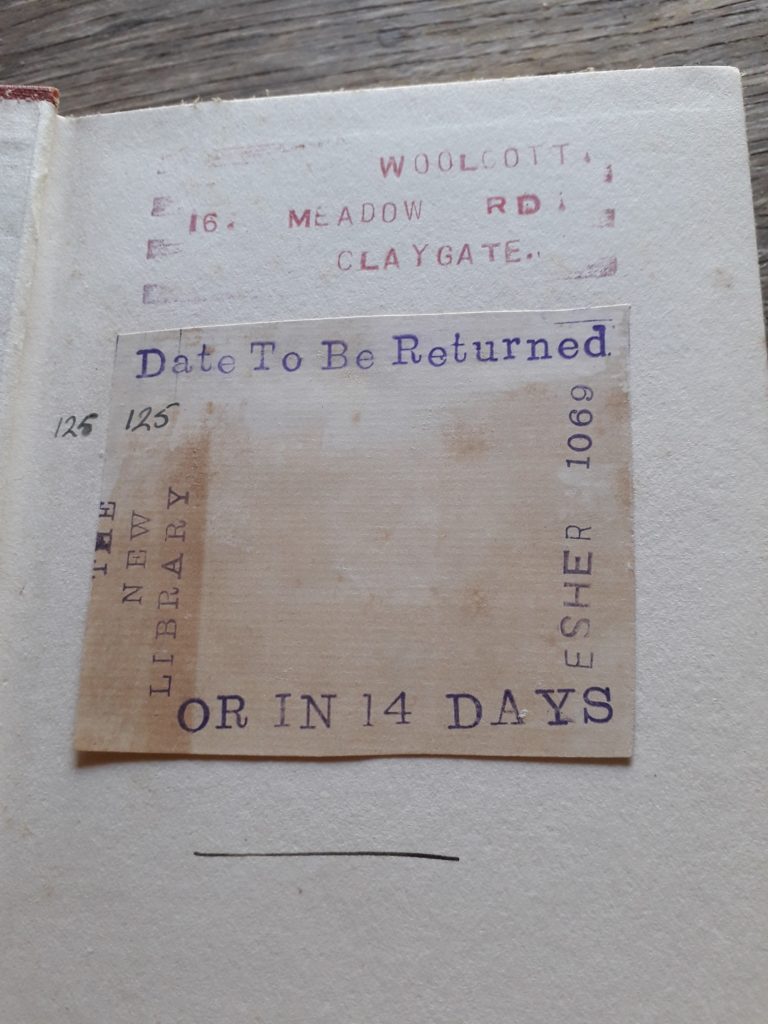 WOOLCOTT.
16. MEADOW RD.
CLAYGATE.
Date To Be Returned.
125 125
THE
NEW
LIBRARY
ESHER 1069
OR IN 14 DAYS